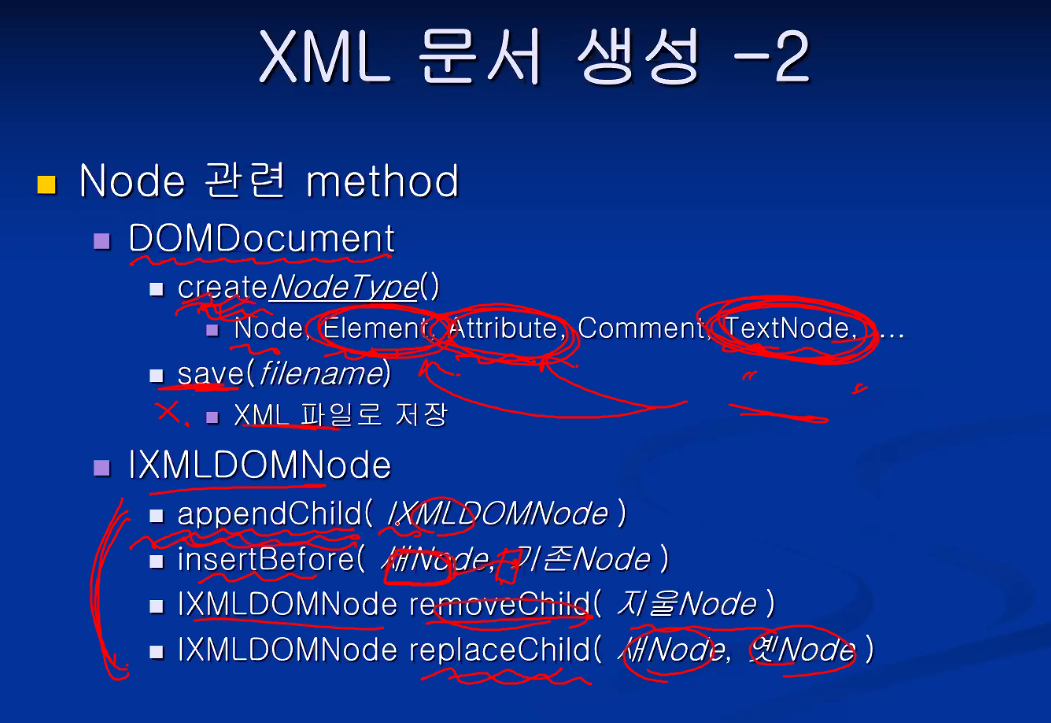 XML 문서 생성 -2
Node 관련 method
DOMDocument
createNodeType()
Node, Element, Attribute, Comment, TextNode, ...
save(filename)
XML 파일로 저장
IXMLDOMNode
appendChild( IXMLDOMNode )
insertBefore( 새Node, 기존Node )
IXMLDOMNode removeChild( 지울Node )
IXMLDOMNode replaceChild( 새Node, 옛Node )